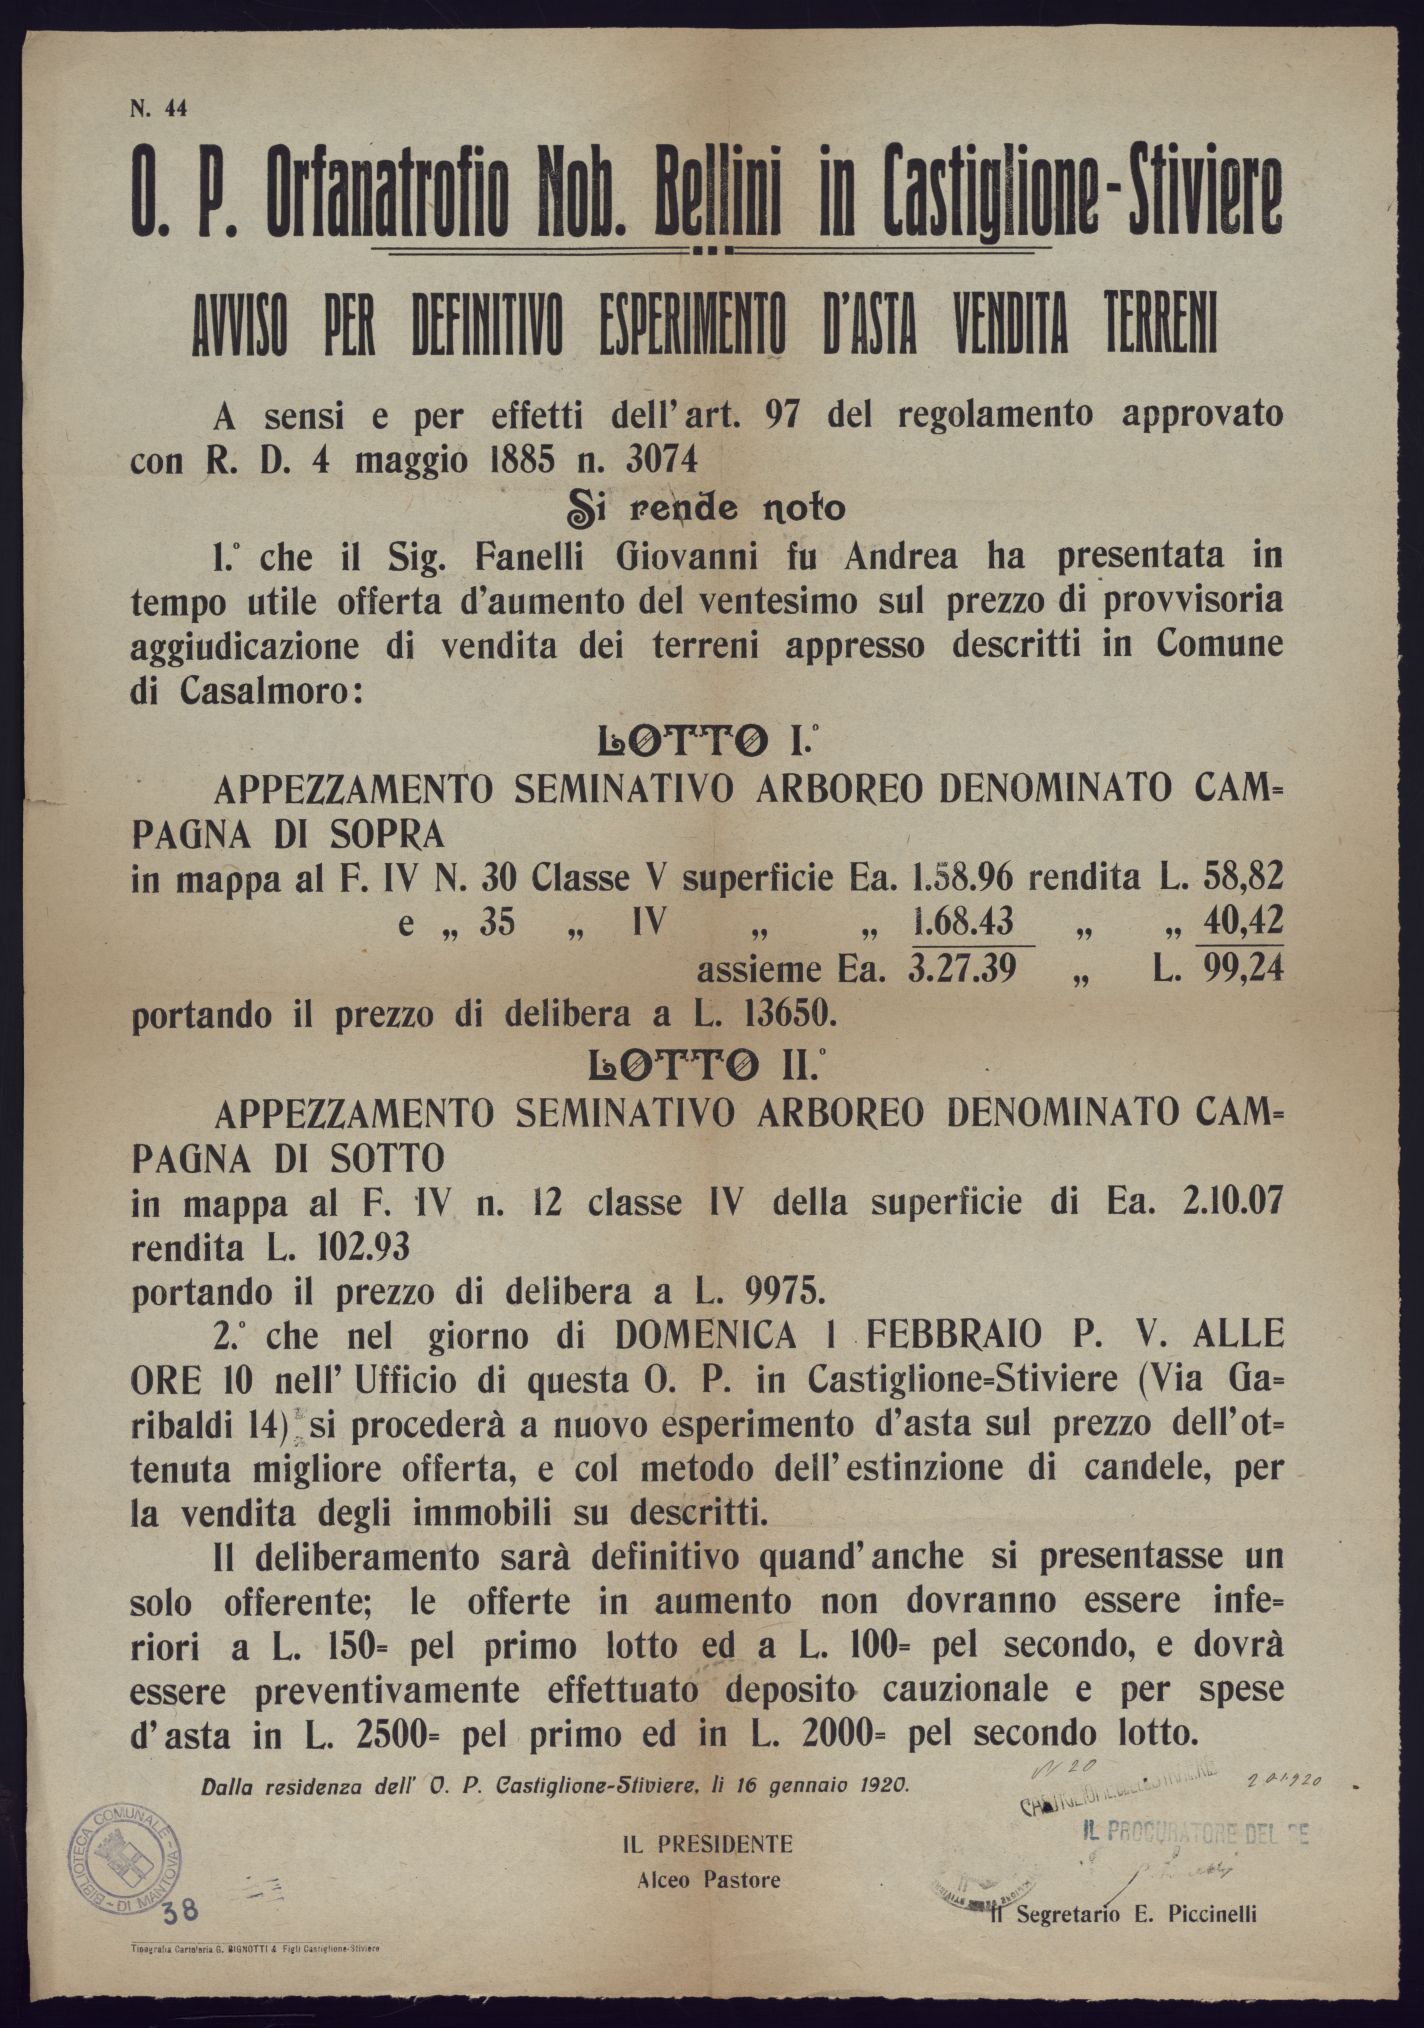 N. 44
O. P. Orfanatrofio Nob. Bellini in Castiglione-Stiviere
AVVISO PER DEFINITIVO ESPERIMENTO D'ASTA VENDITA TERRENI
A sensi e per effetti dell'art. 97 del regolamento approvato
con R. D. 4 maggio 1885 n. 3074
Si rende noto
1.° che il Sig. Fanelli Giovanni fu Andrea ha presentata in
tempo utile offerta d'aumento del ventesimo sul prezzo di provvisoria
aggiudicazione di vendita dei terreni appresso descritti in Comune
di Casalmoro:
LOTTO I.°
APPEZZAMENTO SEMINATIVO ARBOREO DENOMINATO CAM=
PAGNA DI SOPRA
in mappa al F. IV N. 30 Classe V superficie Ea. 1.58.96 rendita L. 58,82
e „ 35 „ IV „ „ 1.68.43 „ „ 40,42
assieme Ea. 3.27.39 „ L. 99,24
portando il prezzo di delibera a L. 13650.
LOTTO II.°
APPEZZAMENTO SEMINATIVO ARBOREO DENOMINATO CAM=
PAGNA DI SOTTO
in mappa al F. IV n. 12 classe IV della superficie di Ea. 2.10.07
rendita L. 102.93
portando il prezzo di delibera a L. 9975.
2.° che nel giorno di DOMENICA 1 FEBBRAIO P. V. ALLE
ORE 10 nell'Ufficio di questa O. P. in Castiglione=Stiviere (Via Ga=
ribaldi 14) si procederà a nuovo esperimento d'asta sul prezzo dell'ot=
tenuta migliore offerta, e col metodo dell'estinzione di candele, per
la vendita degli immobili su descritti.
Il deliberamento sarà definitivo quand'anche si presentasse un
solo offerente; le offerte in aumento non dovranno essere infe=
riori a L. 150= pel primo lotto ed a L. 100= pel secondo, e dovrà
essere preventivamente effettuato deposito cauzionale e per spese
d'asta in L. 2500= pel primo ed in L. 2000= pel secondo lotto.
Dalla residenza dell' O. P. Castiglione-Stiviere, li 16 gennaio 1920.
N 20
IL PROCURATORE DEL RE
IL PRESIDENTE
Alceo Pastore
Il Segretario E. Piccinelli
BIBLIOTECA COMUNALE - DI MANTOVA -
38
Tipografia Cartoleria G. BIGNOTTI & Figli Castiglione-Stiviere